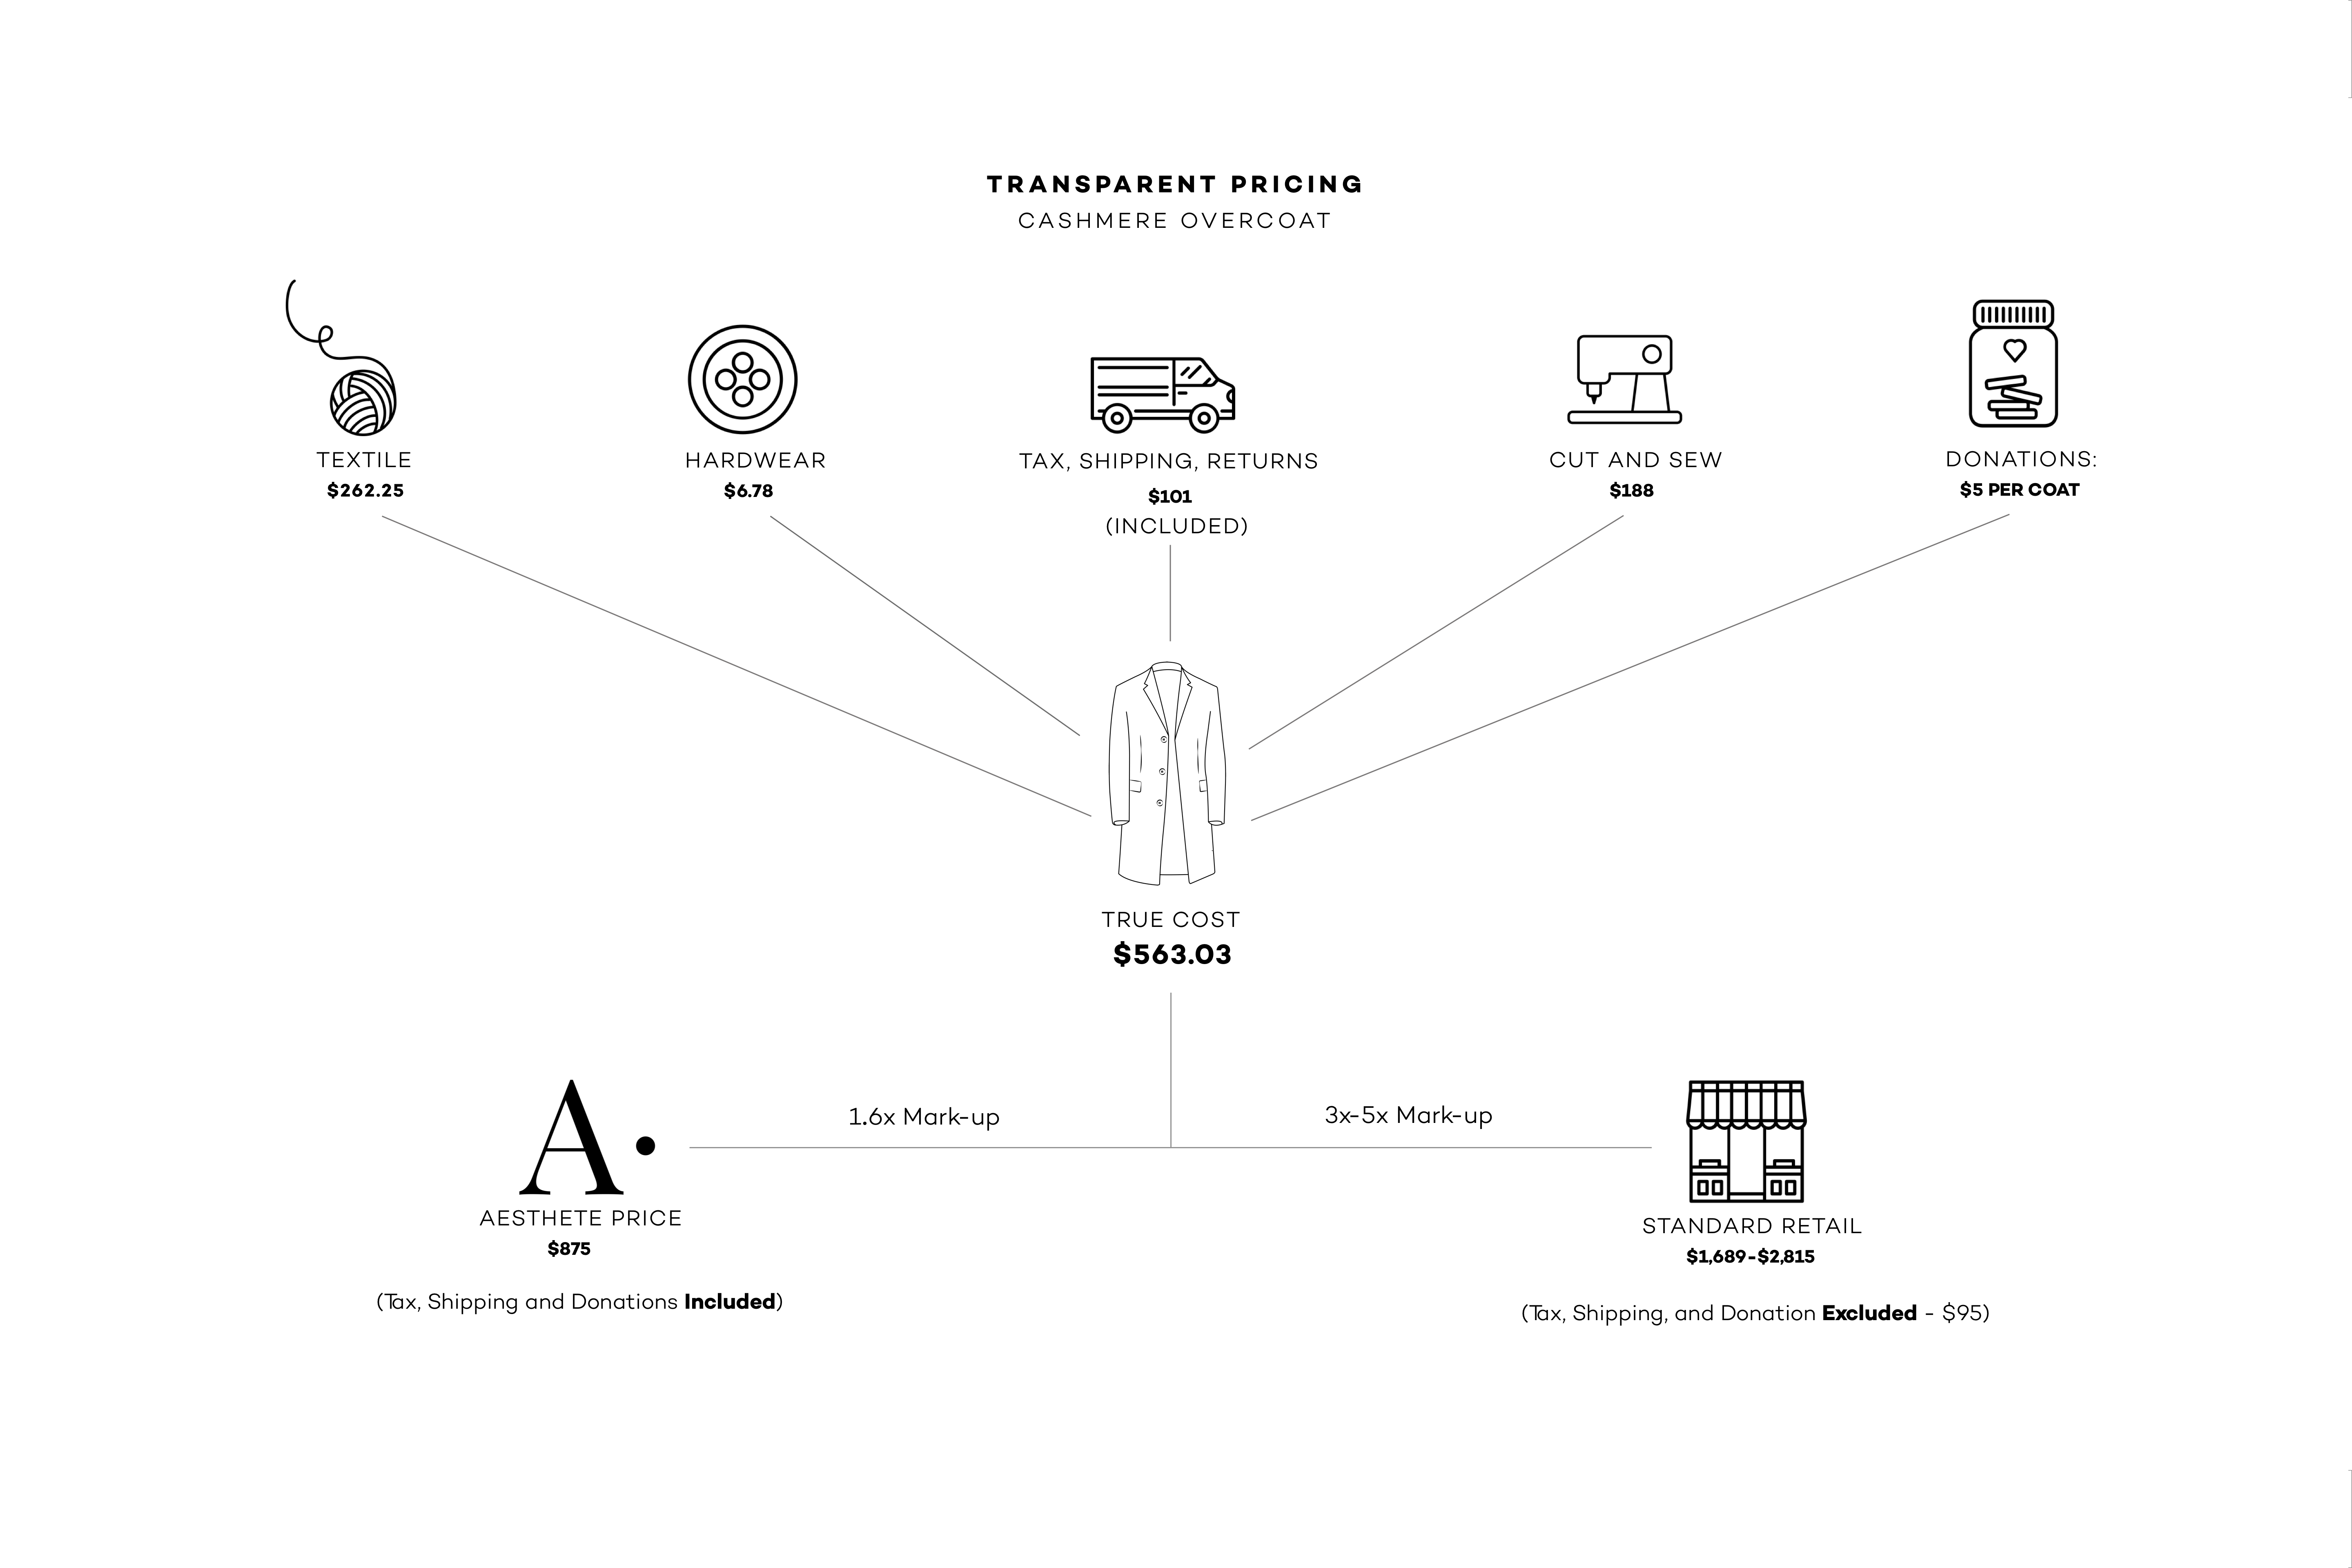 TRANSPARENT PRICING
CASHMERE OVERCOAT
TEXTILE
$262.25
HARDWEAR
$6.78
TAX, SHIPPING, RETURNS
$101
(INCLUDED)
CUT AND SEW
$188
DONATIONS:
$5 PER COAT
TRUE COST
$563.03
1.6x Mark-up
3x-5x Mark-up
A.
AESTHETE PRICE
$875
(Tax, Shipping and Donations Included)
STANDARD RETAIL
$1,689-$2,815
(Tax, Shipping, and Donation Excluded - $95)